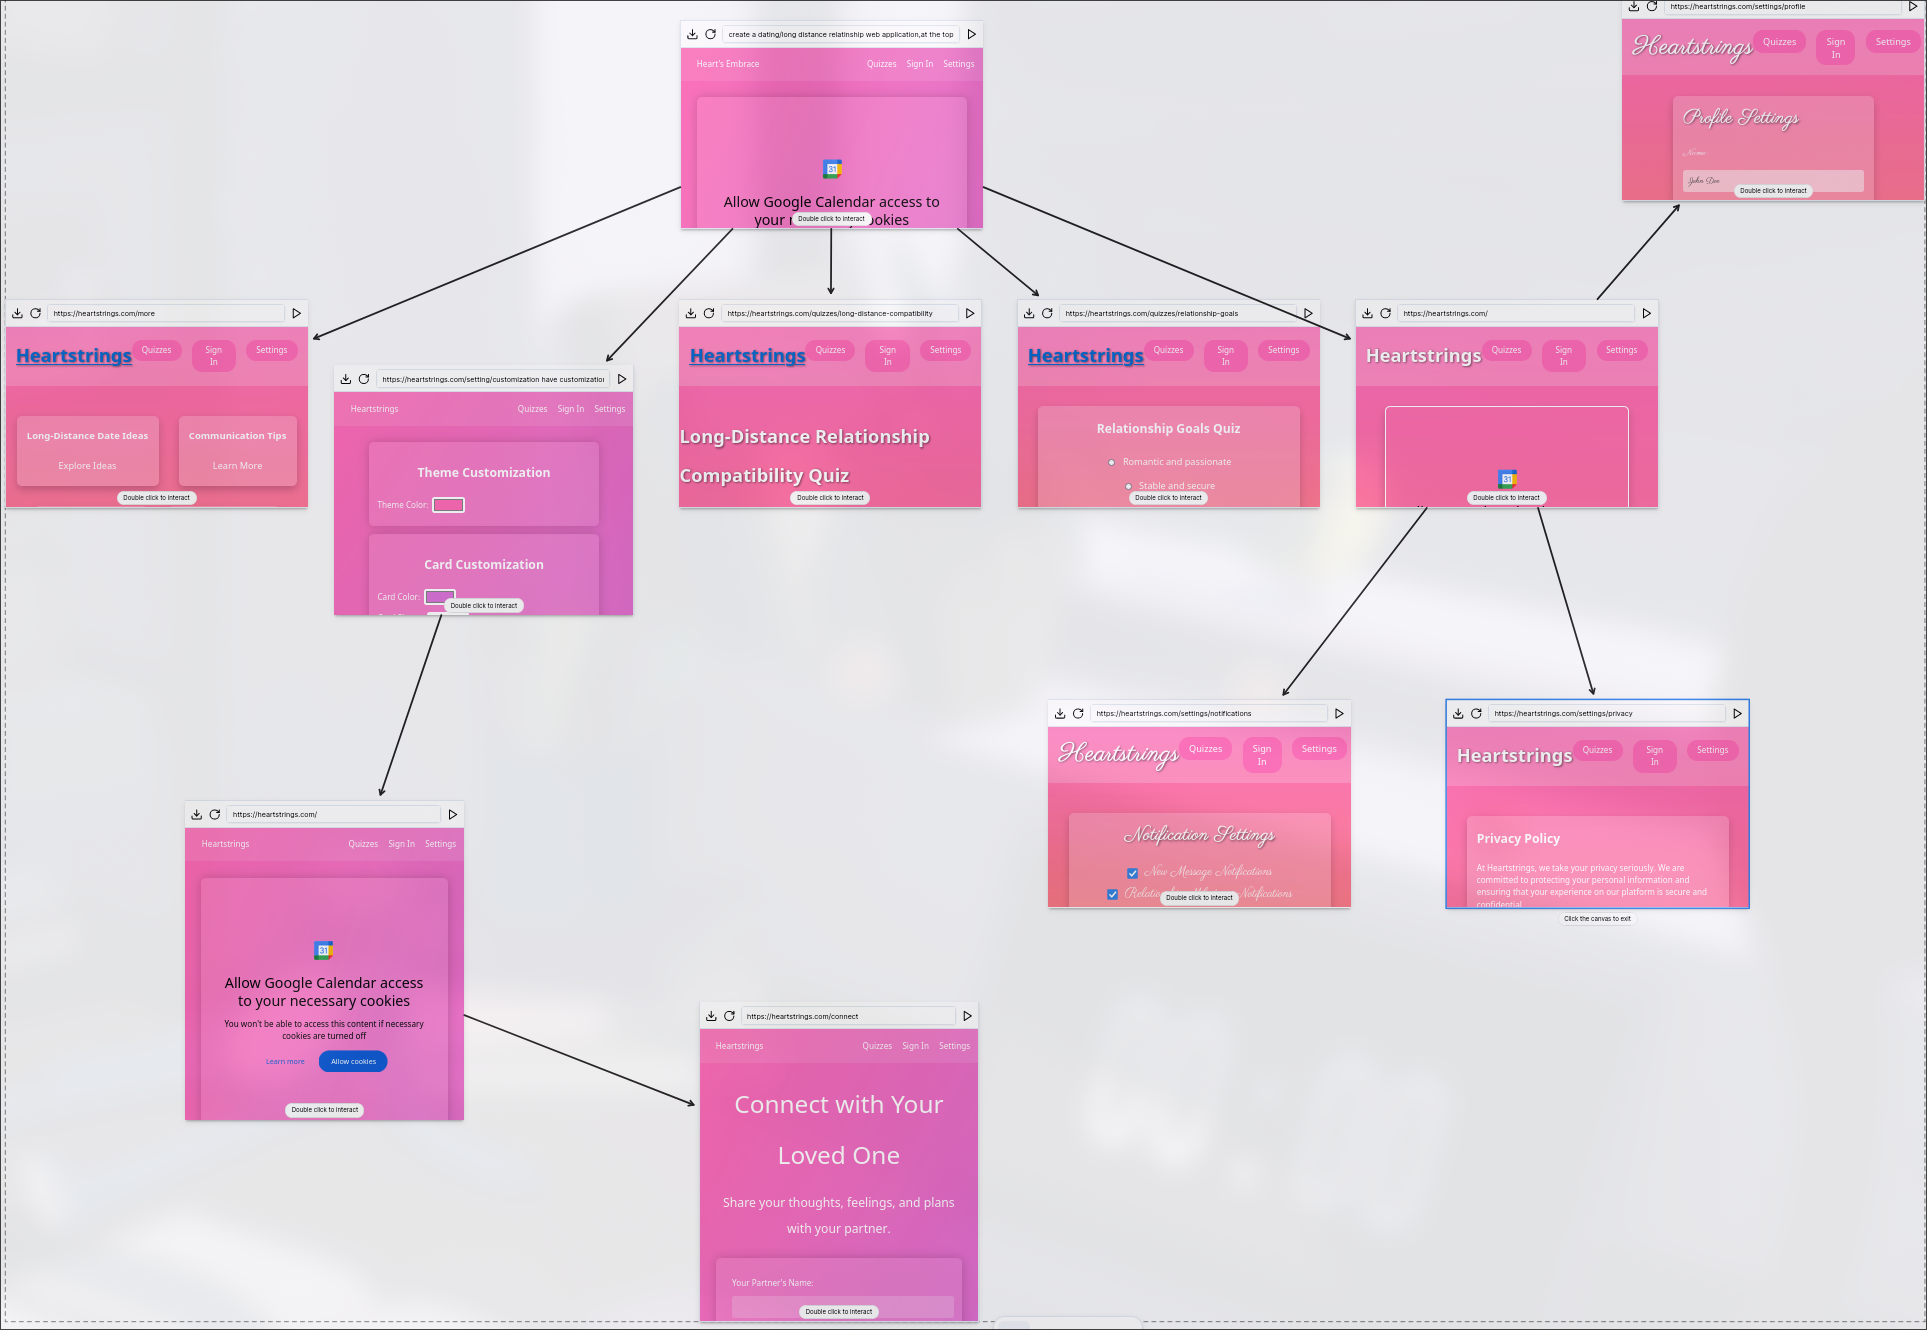 create a dating/long distance relatinship web application,at the top
Heart's Embrace
Quizzes Sign In Settings
Allow Google Calendar access to
your
okies
Double click to interact
https://heartstrings.com/settings/profile
Heartstrings
Quizzes
Sign
In
Settings
Profile Settings
Name:
John Doe
Double click to interact
https://heartstrings.com/more
Heartstrings
Quizzes
Sign
In
Settings
Long-Distance Date Ideas
Explore Ideas
Communication Tips
Learn More
Double click to interact
https://heartstrings.com/setting/customization have customization
Heartstrings
Quizzes Sign In Settings
Theme Customization
Theme Color:
Card Customization
Card Color:
Double click to interact
https://heartstrings.com/quizzes/long-distance-compatibility
Heartstrings
Quizzes
Sign
In
Settings
Long-Distance Relationship
Compatibility Quiz
Double click to interact
https://heartstrings.com/quizzes/relationship-goals
Heartstrings
Quizzes
Sign
In
Settings
Relationship Goals Quiz
Romantic and passionate
Stable and secure
Double click to interact
https://heartstrings.com/
Heartstrings
Quizzes
Sign
In
Settings
31
Double click to interact
https://heartstrings.com/settings/notifications
Heartstrings
Quizzes
Sign
In
Settings
Notification Settings
New Message Notifications
Notifications
Double click to interact
https://heartstrings.com/settings/privacy
Heartstrings
Quizzes
Sign
In
Settings
Privacy Policy
At Heartstrings, we take your privacy seriously. We are
committed to protecting your personal information and
ensuring that your experience on our platform is secure and
confidential.
Click the canvas to exit
https://heartstrings.com/
Heartstrings
Quizzes Sign In Settings
31
Allow Google Calendar access
to your necessary cookies
You won't be able to access this content if necessary
cookies are turned off
Learn more
Allow cookies
Double click to interact
https://heartstrings.com/connect
Heartstrings
Quizzes Sign In Settings
Connect with Your
Loved One
Share your thoughts, feelings, and plans
with your partner.
Your Partner's Name:
Double click to interact